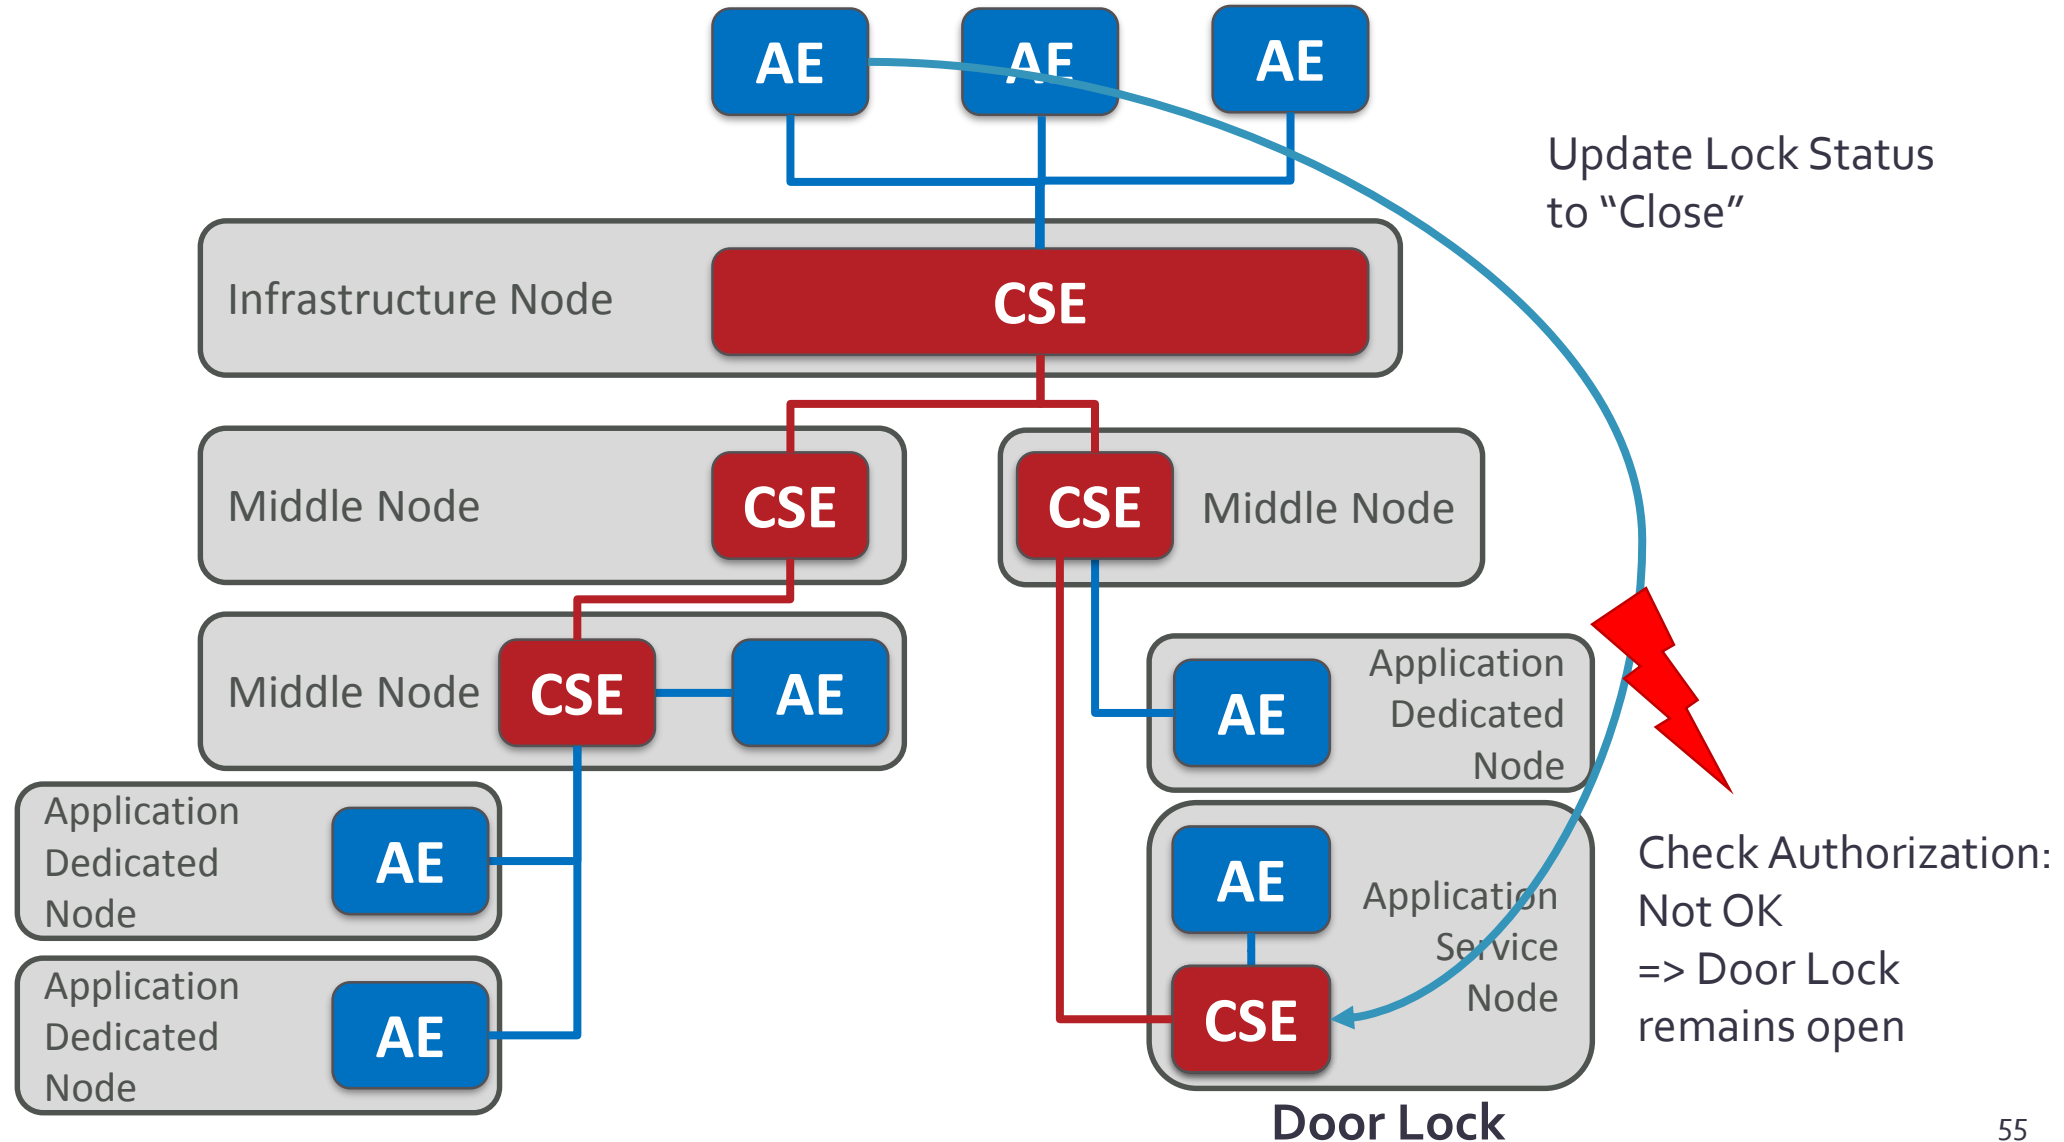 AE
AE
AE
Update Lock Status
to “Close”
Infrastructure Node
CSE
Middle Node
CSE
CSE
Middle Node
Middle Node
CSE
AE
AE
Application
Dedicated
Node
Application
Dedicated
Node
AE
AE
Application
Service
Node
CSE
Check Authorization:
Not OK
=> Door Lock
remains open
Application
Dedicated
Node
AE
Door Lock
55